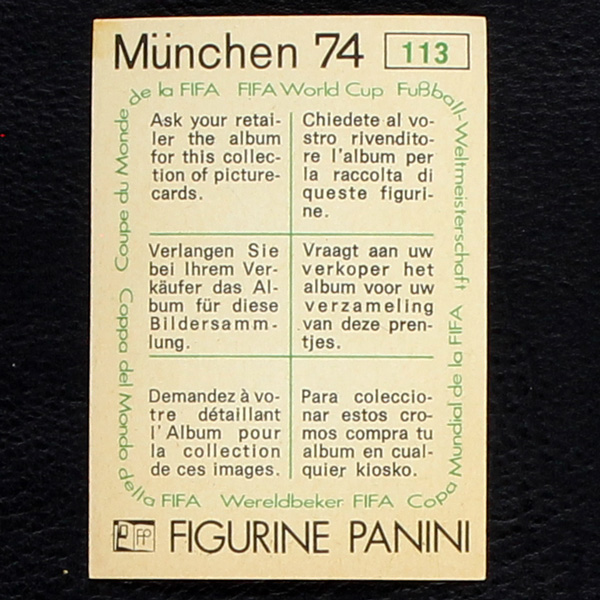 München 74 113
de la FIFA FIFA World Cup Fußball-Weltmeisterschaft
Ask your retai-
ler the album
for this collec-
tion of picture-
cards.
Chiedete al vo-
stro rivendito-
re l'album per
la raccolta di
queste figuri-
ne.
Verlangen Sie
bei Ihrem Ver-
käufer das Al-
bum für diese
Bildersamm-
lung.
Vraagt aan uw
verkoper het
album voor uw
verzameling
van deze pren-
tjes.
Demandez à vo-
tre détaillant
l'Album pour
la collection
de ces images.
Para coleccio-
nar estos cro-
mos compra tu
album en cual-
quier kiosko.
Coupe du Monde
Coppa del Mondo della FIFA Wereldbeker FIFA Copa Mundial de la FIFA
FP FIGURINE PANINI